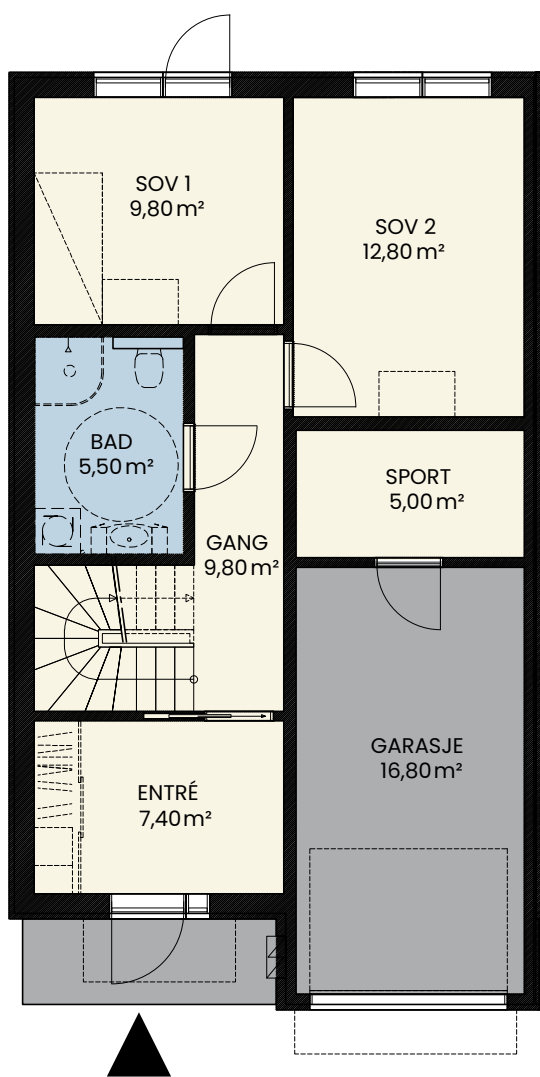 SOV 1
9,80 m²
SOV 2
12,80 m²
BAD
5,50 m²
SPORT
5,00 m²
GANG
9,80 m²
GARASJE
16,80 m²
ENTRÉ
7,40 m²